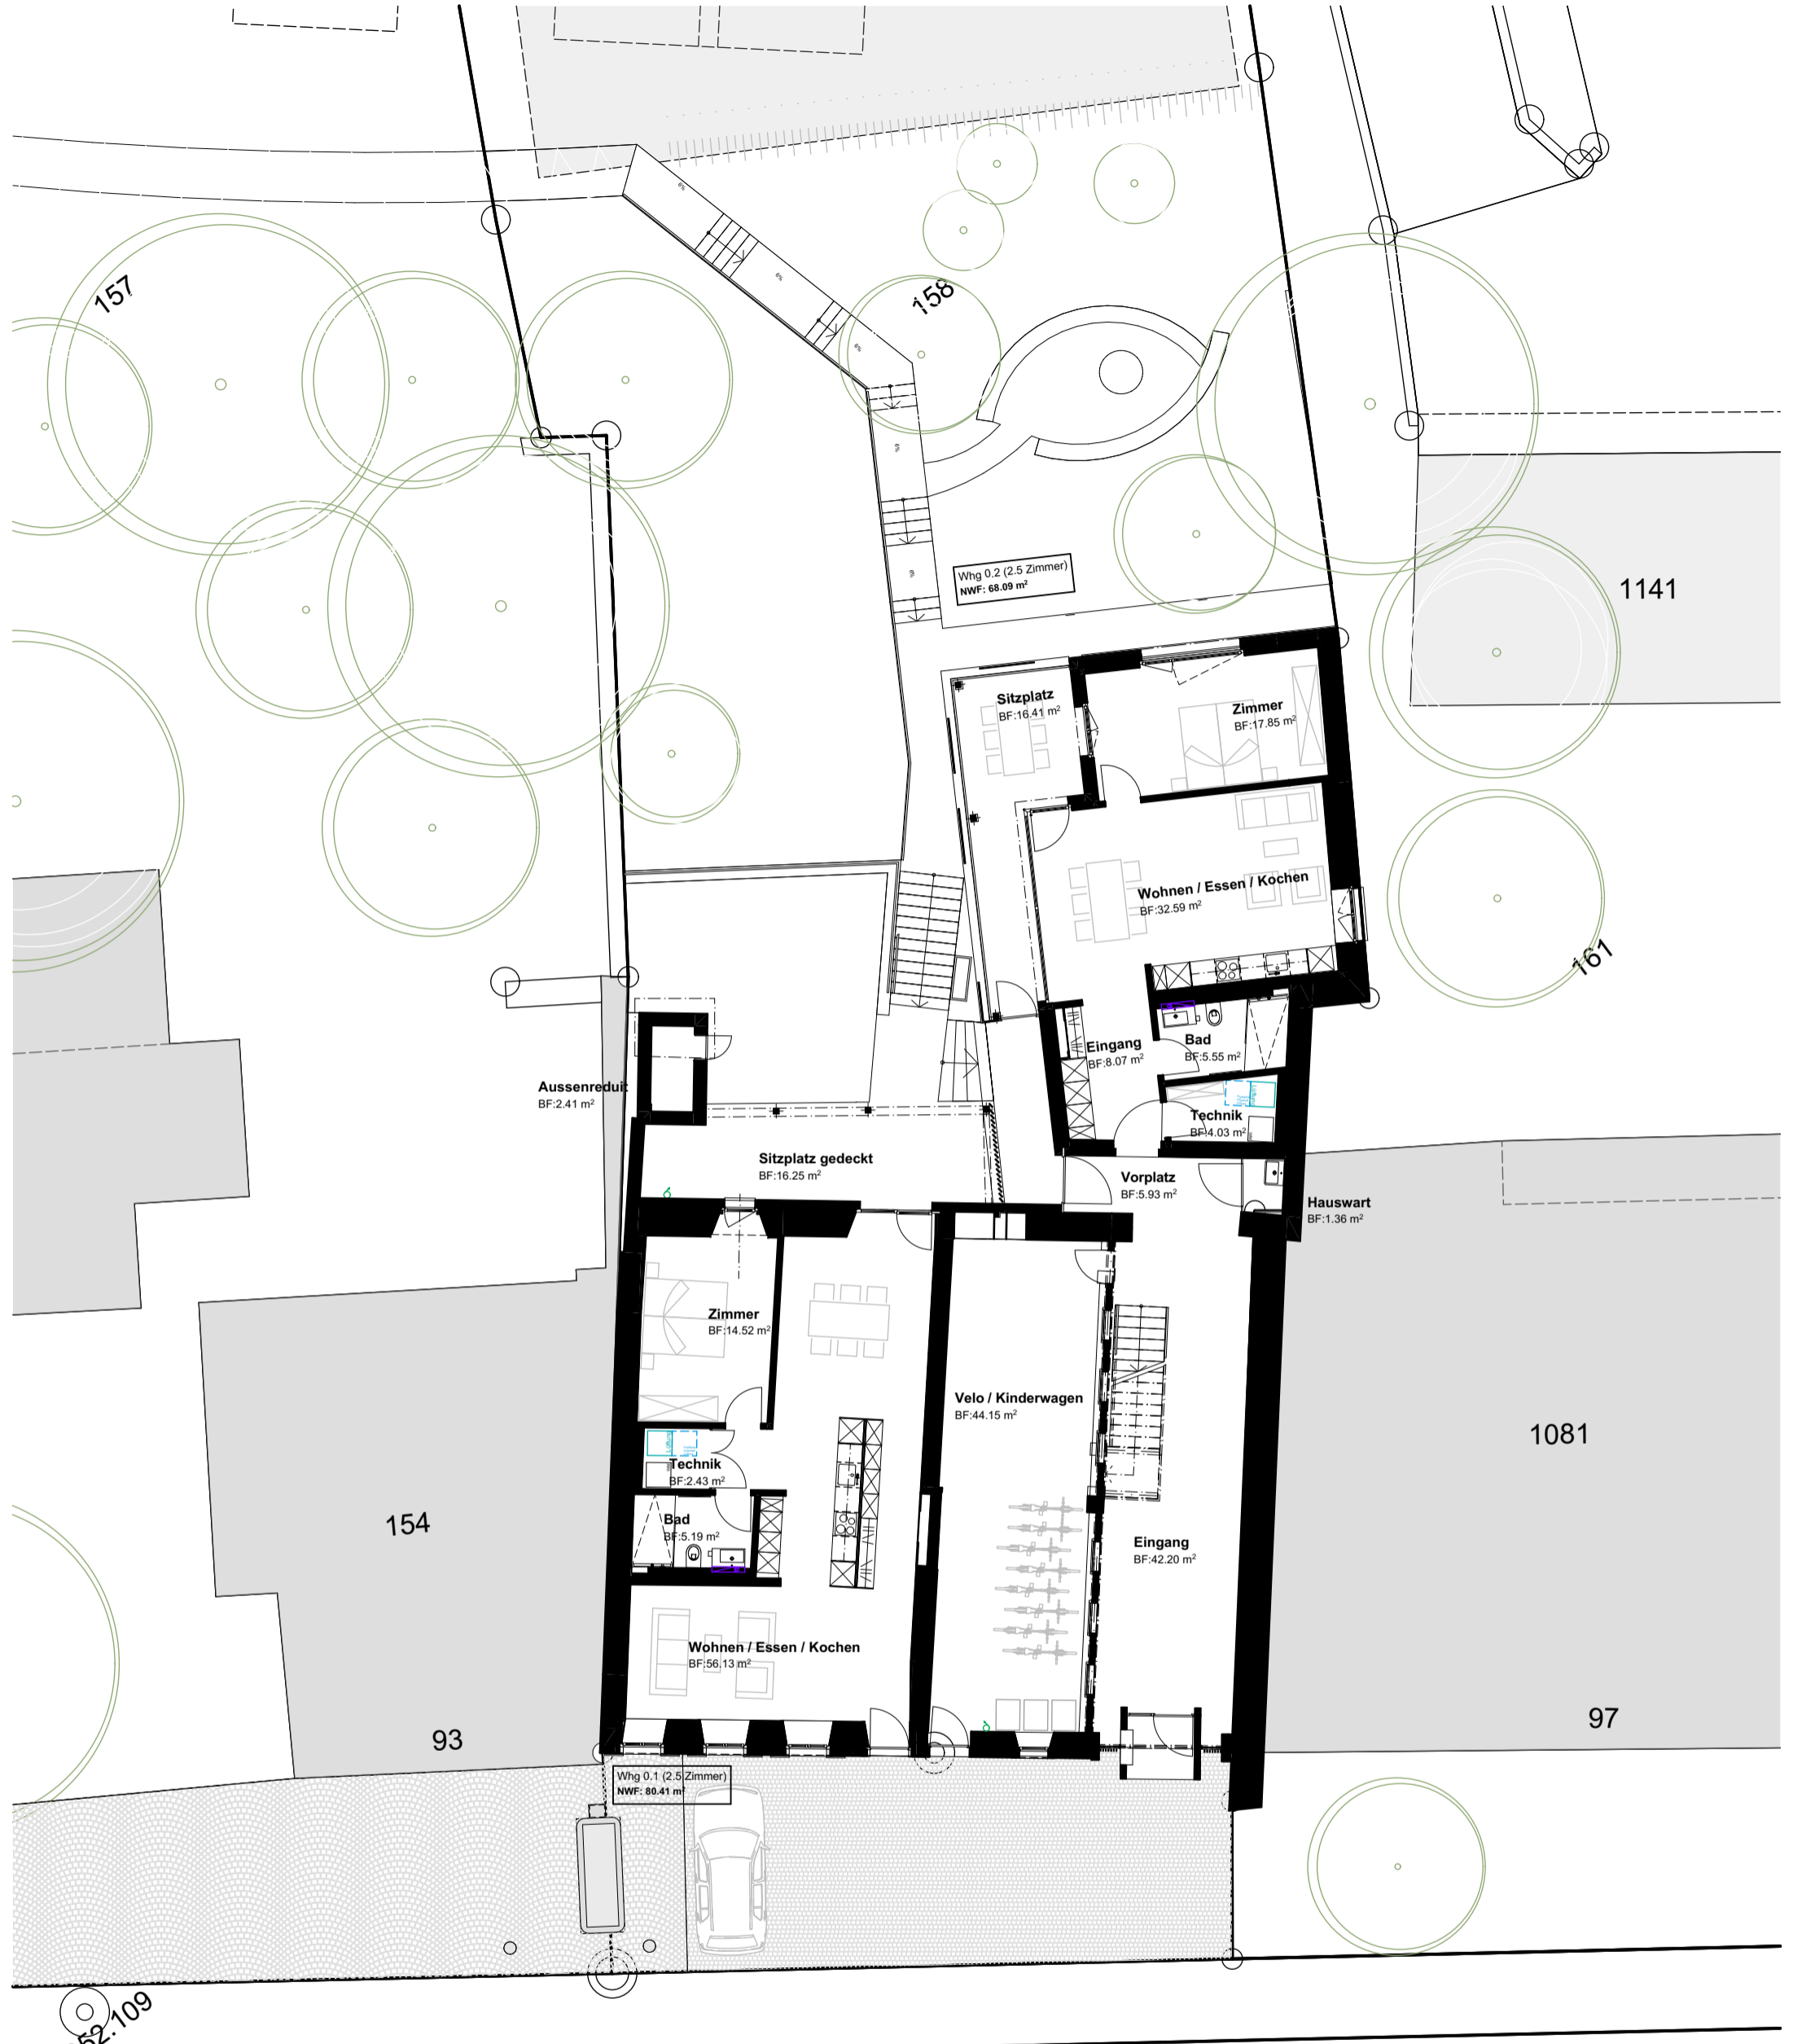 157
158
6%
6%
6%
6%
6%
Whg 0.2 (2.5 Zimmer)
NWF: 68.09 m²
1141
Sitzplatz
BF:16.41 m²
Zimmer
BF:17.85 m²
Wohnen / Essen / Kochen
BF:32.59 m²
161
Eingang
BF:8.07 m²
Bad
BF:5.55 m²
Aussenreduit
BF:2.41 m²
Technik
BF:4.03 m²
Sitzplatz gedeckt
BF:16.25 m²
Vorplatz
BF:5.93 m²
Hauswart
BF:1.36 m²
Zimmer
BF:14.52 m²
Velo / Kinderwagen
BF:44.15 m²
1081
Technik
BF:2.43 m²
154
Bad
BF:5.19 m²
Eingang
BF:42.20 m²
Wohnen / Essen / Kochen
BF:56.13 m²
93
97
Whg 0.1 (2.5 Zimmer)
NWF: 80.41 m²
52.109